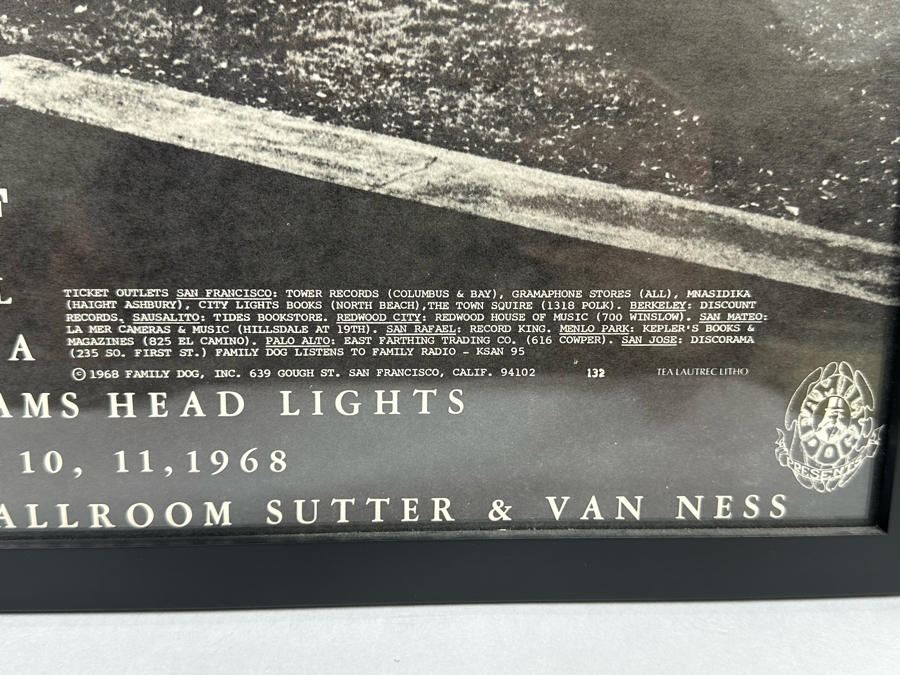 F
L
A
TICKET OUTLETS SAN FRANCISCO: TOWER RECORDS (COLUMBUS & BAY), GRAMAPHONE STORES (ALL), MNASIDIKA
(HAIGHT ASHBURY), CITY LIGHTS BOOKS (NORTH BEACH),THE TOWN SQUIRE (1318 POLK). BERKELEY: DISCOUNT
RECORDS. SAUSALITO: TIDES BOOKSTORE. REDWOOD CITY: REDWOOD HOUSE OF MUSIC (700 WINSLOW). SAN MATEO:
LA MER CAMERAS & MUSIC (HILLSDALE AT 19TH). SAN RAFAEL: RECORD KING. MENLO PARK: KEPLER'S BOOKS &
MAGAZINES (825 EL CAMINO). PALO ALTO: EAST FARTHING TRADING CO. (616 COWPER). SAN JOSE: DISCORAMA
(235 SO. FIRST ST.) FAMILY DOG LISTENS TO FAMILY RADIO - KSAN 95
© 1968 FAMILY DOG, INC. 639 GOUGH ST. SAN FRANCISCO, CALIF. 94102 132 TEA LAUTREC LITHO
AMS HEAD LIGHTS
10, 11,1968
ALLROOM SUTTER & VAN NESS
FAMILY DOG
PRESENTS